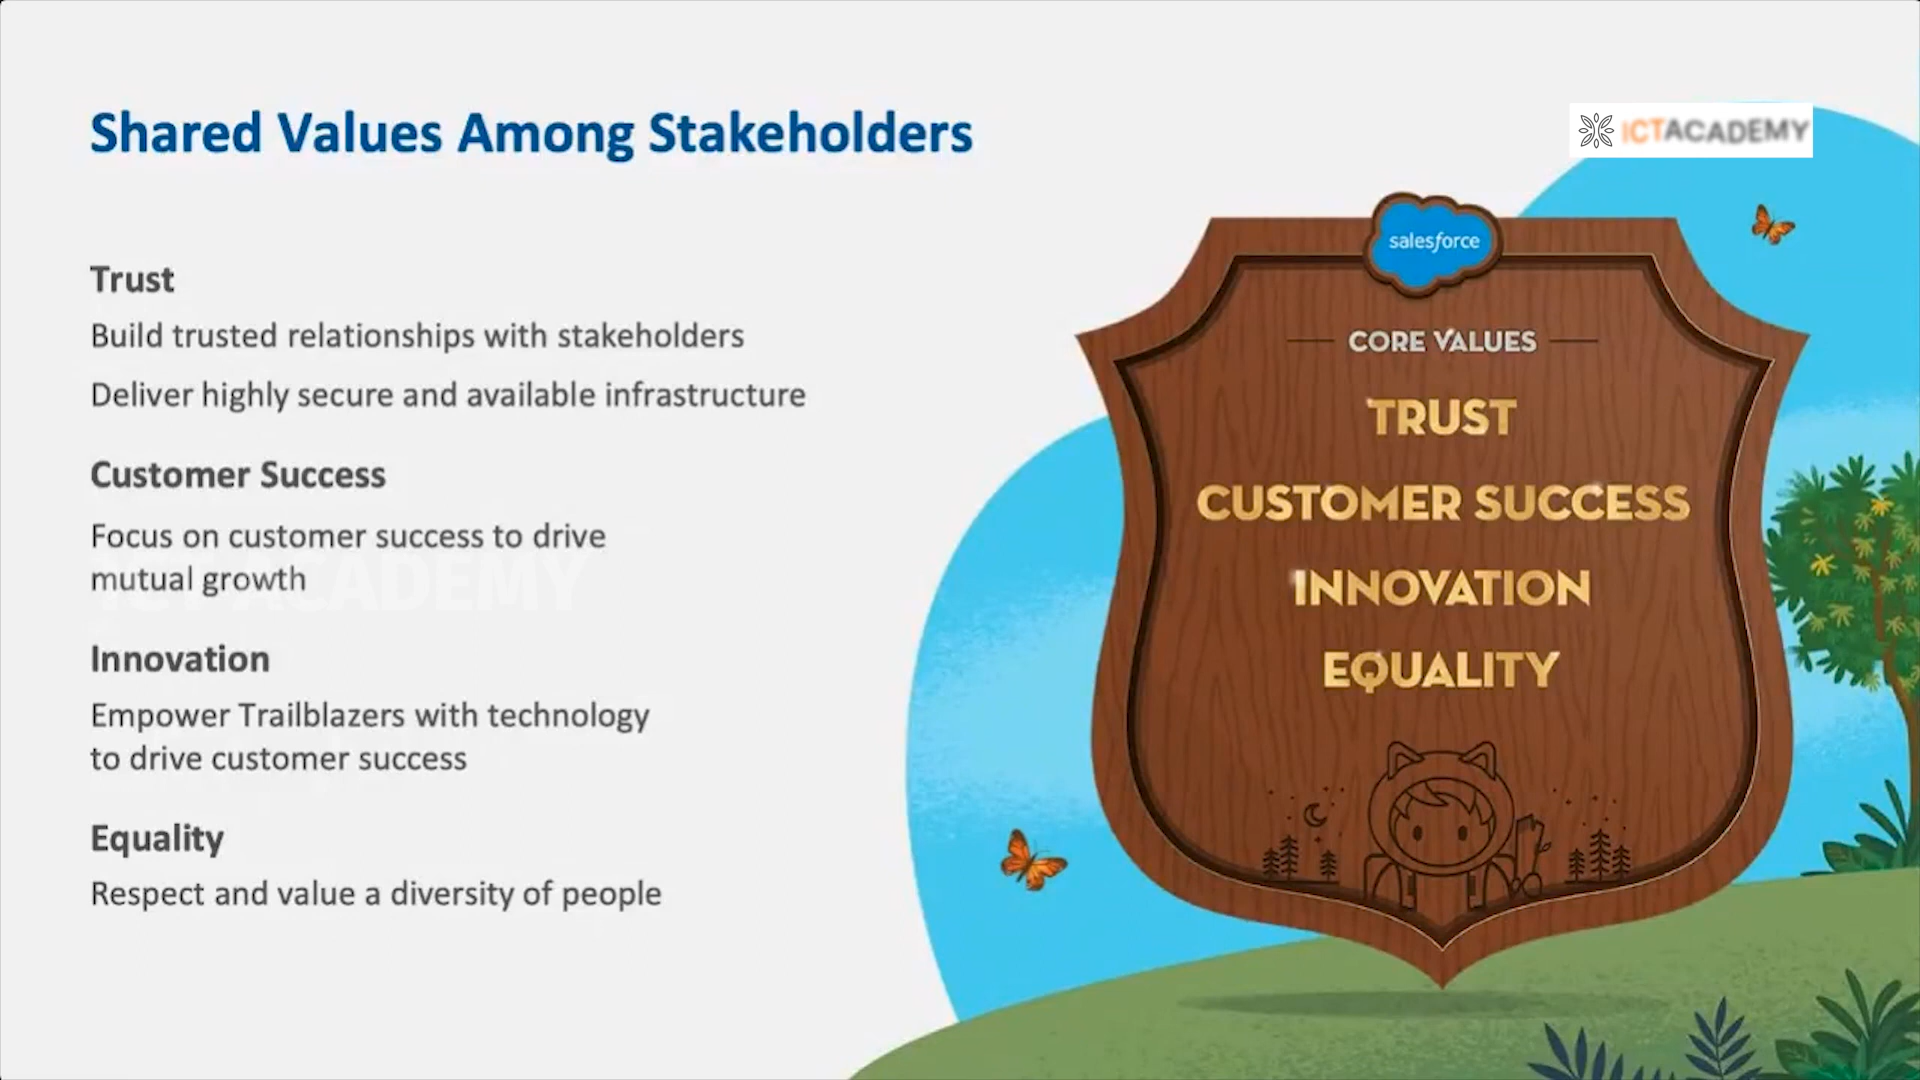 Shared Values Among Stakeholders
ICTACADEMY
Trust
Build trusted relationships with stakeholders
Deliver highly secure and available infrastructure
Customer Success
Focus on customer success to drive
mutual growth
ICT ACADEMY
Innovation
Empower Trailblazers with technology
to drive customer success
Equality
Respect and value a diversity of people
salesforce
CORE VALUES
TRUST
CUSTOMER SUCCESS
INNOVATION
EQUALITY